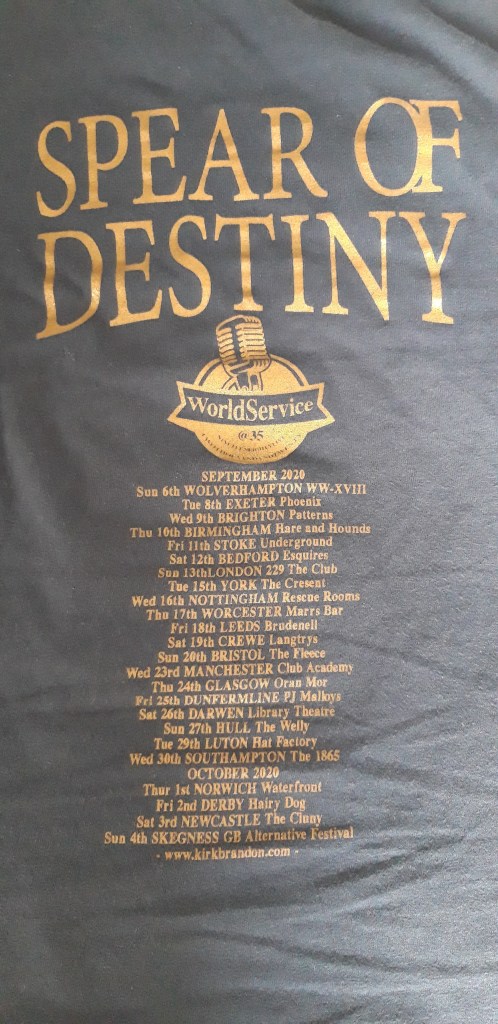 SPEAR OF
DESTINY
WorldService
@35
SEPTEMBER 2020
Sun 6th WOLVERHAMPTON WW-XVIII
Tue 8th EXETER Phoenix
Wed 9th BRIGHTON Patterns
Thu 10th BIRMINGHAM Hare and Hounds
Fri 11th STOKE Underground
Sat 12th BEDFORD Esquires
Sun 13thLONDON 229 The Club
Tue 15th YORK The Cresent
Wed 16th NOTTINGHAM Rescue Rooms
Thu 17th WORCESTER Marrs Bar
Fri 18th LEEDS Brudenell
Sat 19th CREWE Langtrys
Sun 20th BRISTOL The Fleece
Wed 23rd MANCHESTER Club Academy
Thu 24th GLASGOW Oran Mor
Fri 25th DUNFERMLINE PJ Malloys
Sat 26th DARWEN Library Theatre
Sun 27th HULL The Welly
Tue 29th LUTON Hat Factory
Wed 30th SOUTHAMPTON The 1865
OCTOBER 2020
Thur 1st NORWICH Waterfront
Fri 2nd DERBY Hairy Dog
Sat 3rd NEWCASTLE The Cluny
Sun 4th SKEGNESS GB Alternative Festival
- www.kirkbrandon.com -